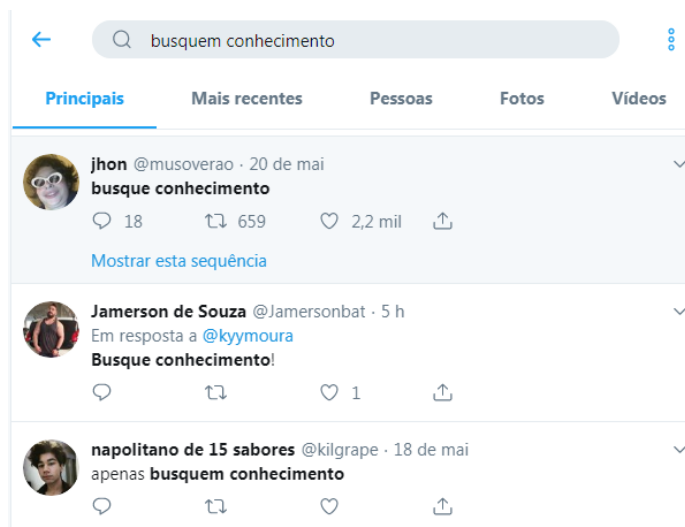 busquem conhecimento
Principais Mais recentes Pessoas Fotos Vídeos
jhon @musoverao · 20 de mai
busque conhecimento
18 659 2,2 mil
Mostrar esta sequência
Jamerson de Souza @Jamersonbat · 5 h
Em resposta a @kyymoura
Busque conhecimento!
1
napolitano de 15 sabores @kilgrape · 18 de mai
apenas busquem conhecimento